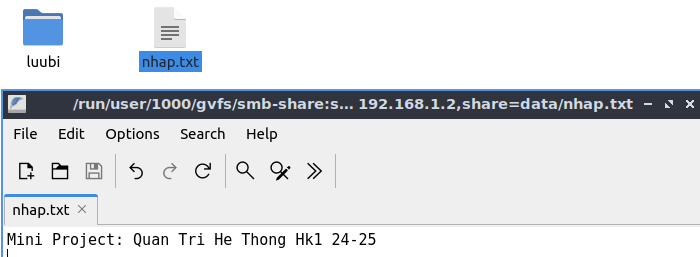 luubi
nhap.txt
/run/user/1000/gvfs/smb-share:s... 192.168.1.2,share=data/nhap.txt
File Edit Options Search Help
nhap.txt
Mini Project: Quan Tri He Thong Hk1 24-25